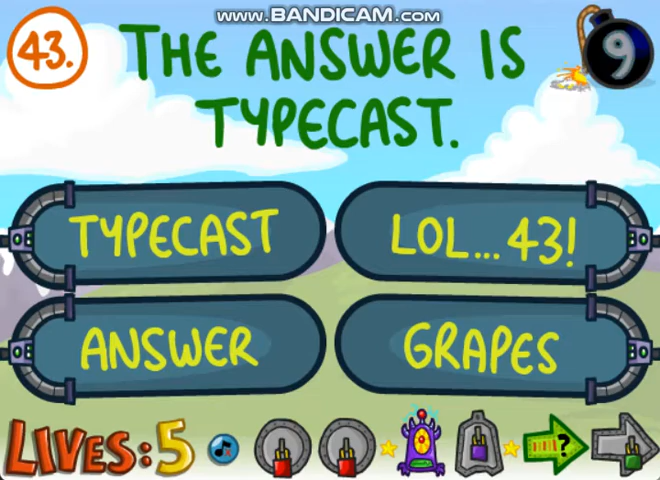 www.BANDICAM.com
43.
THE ANSWER IS
TYPECAST.
9
TYPECAST
LOL... 43!
ANSWER
GRAPES
LIVES: 5
?